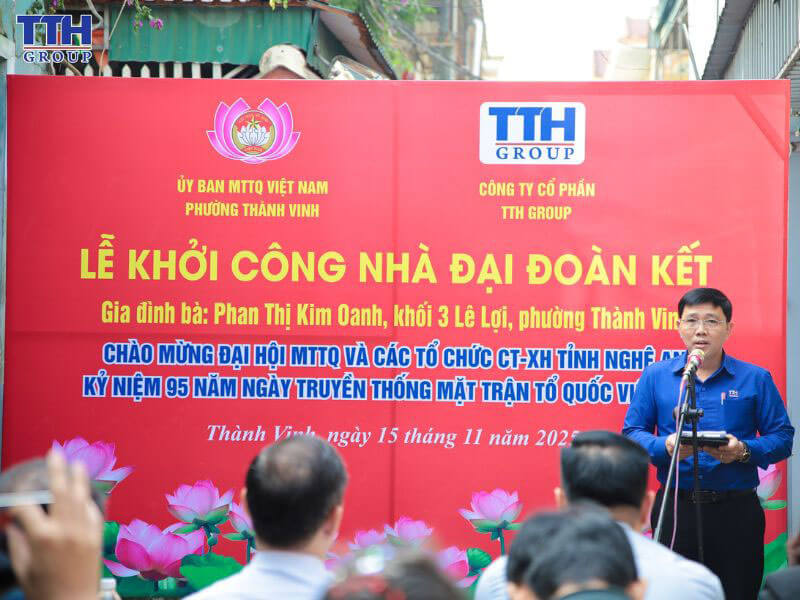 TTH
GROUP
TTH
GROUP
ỦY BAN MTTQ VIỆT NAM
PHƯỜNG THÀNH VINH
CÔNG TY CỔ PHẦN
TTH GROUP
LỄ KHỞI CÔNG NHÀ ĐẠI ĐOÀN KẾT
Gia đình bà: Phan Thị Kim Oanh, khối 3 Lê Lợi, phường Thành Vin
CHÀO MỪNG ĐẠI HỘI MTTQ VÀ CÁC TỔ CHỨC CT-XH TỈNH NGHỆ AN
KỶ NIỆM 95 NĂM NGÀY TRUYỀN THỐNG MẶT TRẬN TỔ QUỐC VI
Thành Vinh, ngày 15 tháng 11 năm 2025
TTH